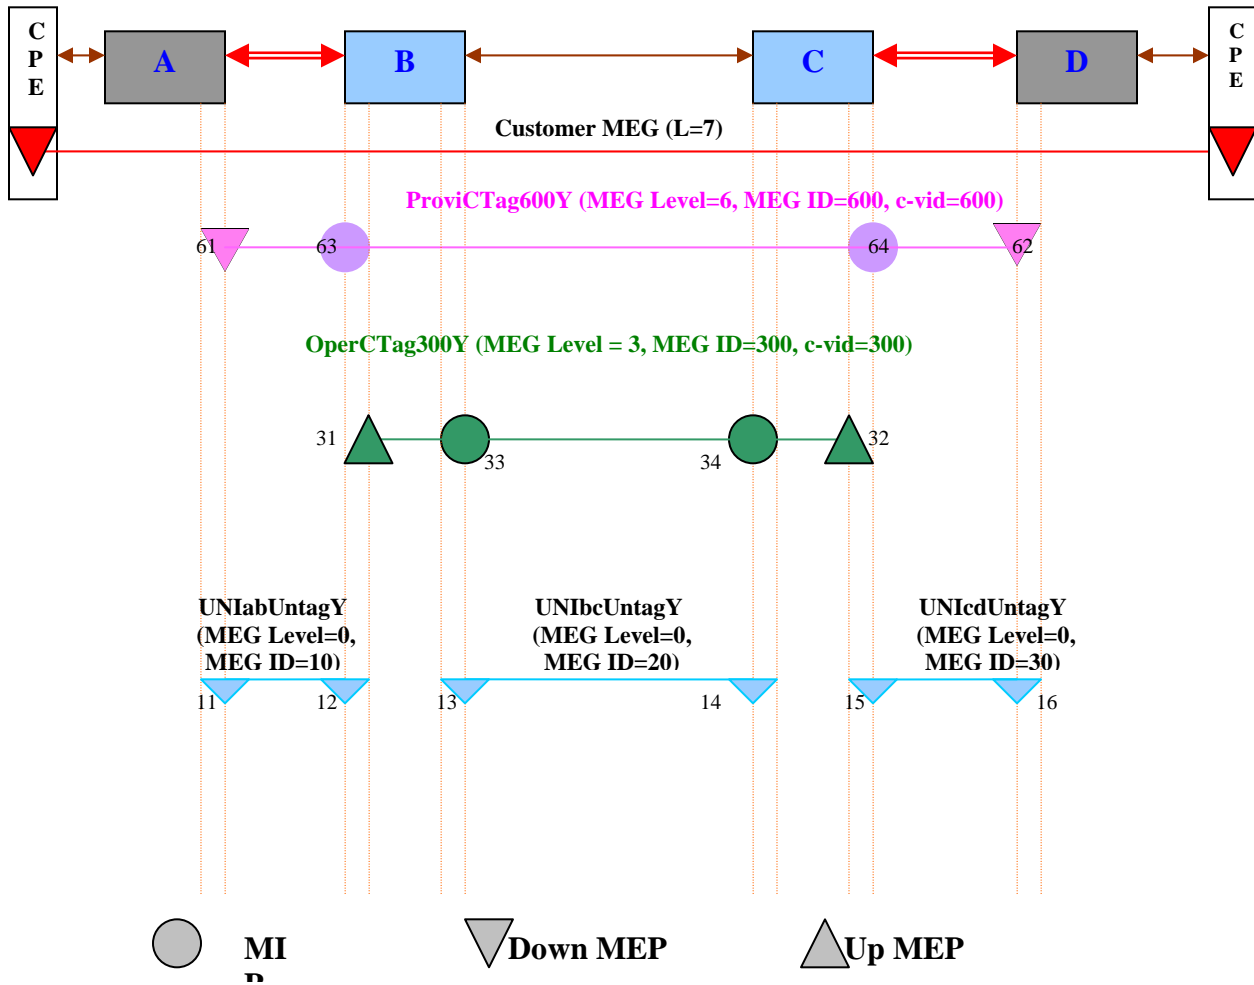 C
P
E
A
B
C
D
C
P
E
Customer MEG (L=7)
ProviCTag600Y (MEG Level=6, MEG ID=600, c-vid=600)
61
63
64
62
OperCTag300Y (MEG Level = 3, MEG ID=300, c-vid=300)
31
33
34
32
UNIabUntagY
(MEG Level=0,
MEG ID=10)
UNIbcUntagY
(MEG Level=0,
MEG ID=20)
UNIcdUntagY
(MEG Level=0,
MEG ID=30)
11
12
13
14
15
16
MI
P
Down MEP
Up MEP